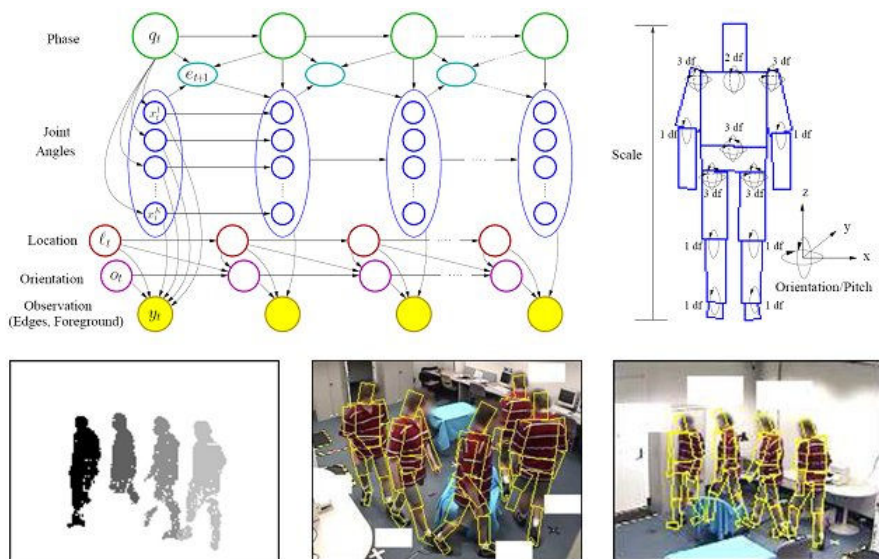 Phase
q_t
e_{t+1}
Joint
Angles
x_t^1
x_t^K
Location
ℓ_t
Orientation
o_t
Observation
(Edges, Foreground)
y_t
Scale
3 df
2 df
3 df
1 df
3 df
1 df
3 df
3 df
1 df
1 df
1 df
1 df
z
y
x
Orientation/Pitch